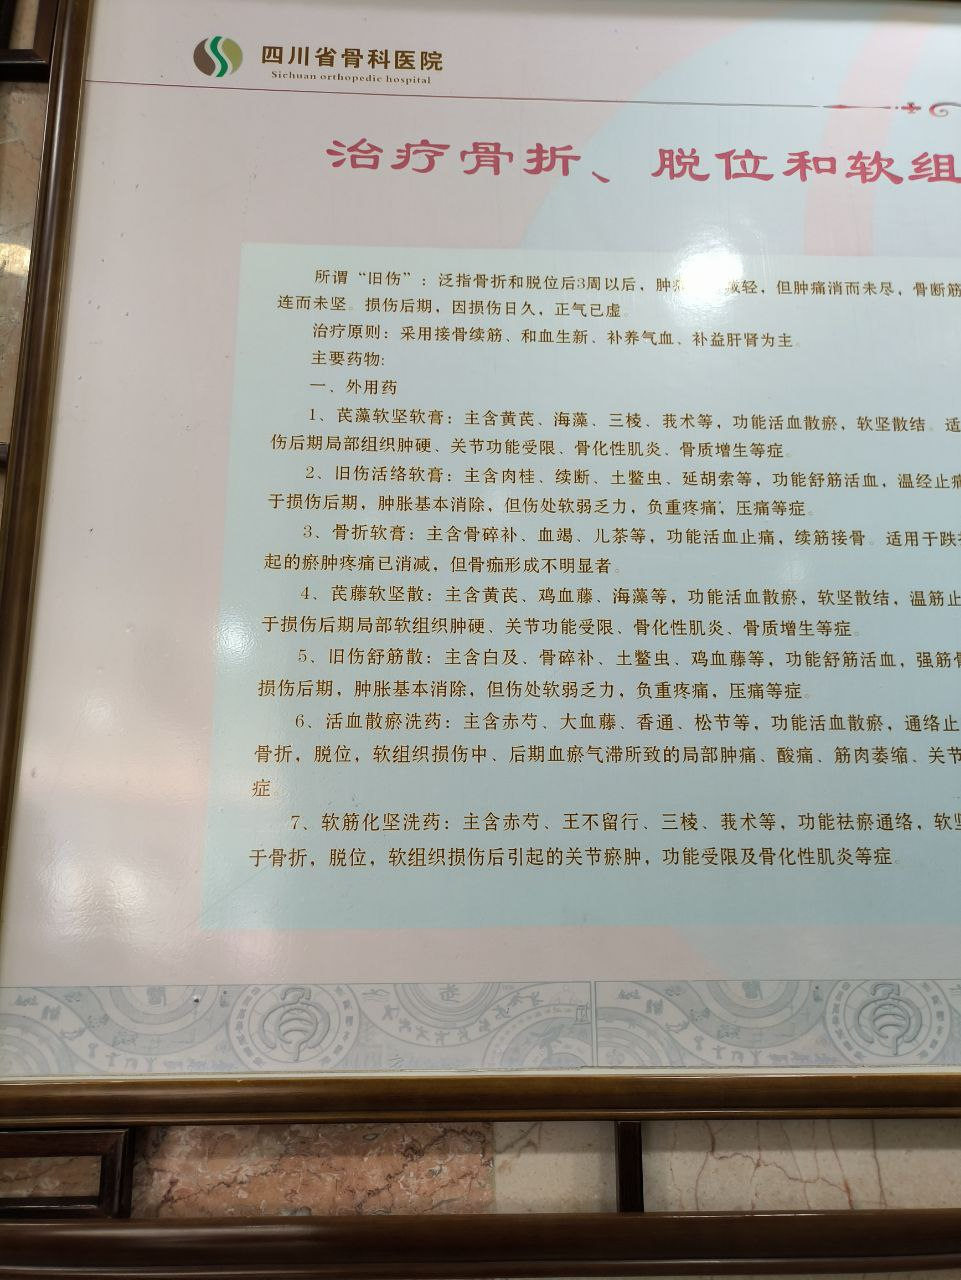 四川省骨科医院
Sichuan orthopedic hospital
治疗骨折、脱位和软组
所谓“旧伤”：泛指骨折和脱位后3周以后，肿 减轻，但肿痛消而未尽，骨断筋
连而未坚。损伤后期，因损伤日久，正气已虚。
治疗原则：采用接骨续筋、和血生新、补养气血、补益肝肾为主。
主要药物：
一、外用药
1、芪藻软坚软膏：主含黄芪、海藻、三棱、莪术等，功能活血散瘀，软坚散结。适
伤后期局部组织肿硬、关节功能受限、骨化性肌炎、骨质增生等症。
2、旧伤活络软膏：主含肉桂、续断、土鳖虫、延胡索等，功能舒筋活血，温经止痛
于损伤后期，肿胀基本消除，但伤处软弱乏力，负重疼痛；压痛等症。
3、骨折软膏：主含骨碎补、血竭、儿茶等，功能活血止痛，续筋接骨。适用于跌
起的瘀肿疼痛已消减，但骨痂形成不明显者。
4、芪藤软坚散：主含黄芪、鸡血藤、海藻等，功能活血散瘀，软坚散结，温筋止
于损伤后期局部软组织肿硬、关节功能受限、骨化性肌炎、骨质增生等症。
5、旧伤舒筋散：主含白及、骨碎补、土鳖虫、鸡血藤等，功能舒筋活血，强筋骨
损伤后期，肿胀基本消除，但伤处软弱乏力，负重疼痛，压痛等症。
6、活血散瘀洗药：主含赤芍、大血藤、香通、松节等，功能活血散瘀，通络止
骨折，脱位，软组织损伤中、后期血瘀气滞所致的局部肿痛、酸痛、筋肉萎缩、关节
症。
7、软筋化坚洗药：主含赤芍、王不留行、三棱、莪术等，功能祛瘀通络，软坚
于骨折，脱位，软组织损伤后引起的关节瘀肿，功能受限及骨化性肌炎等症。